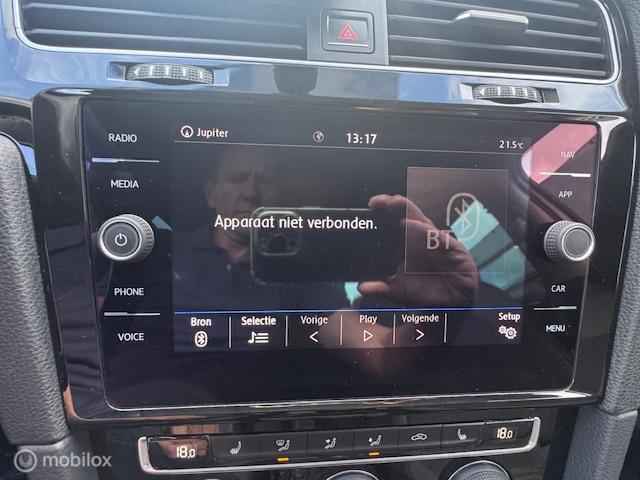 RADIO
MEDIA
PHONE
VOICE
Jupiter
13:17
21.5°C
Apparaat niet verbonden.
BT
Bron
Selectie
Vorige
Play
Volgende
Setup
NAV
APP
CAR
MENU
18.0
18.0
mobilox